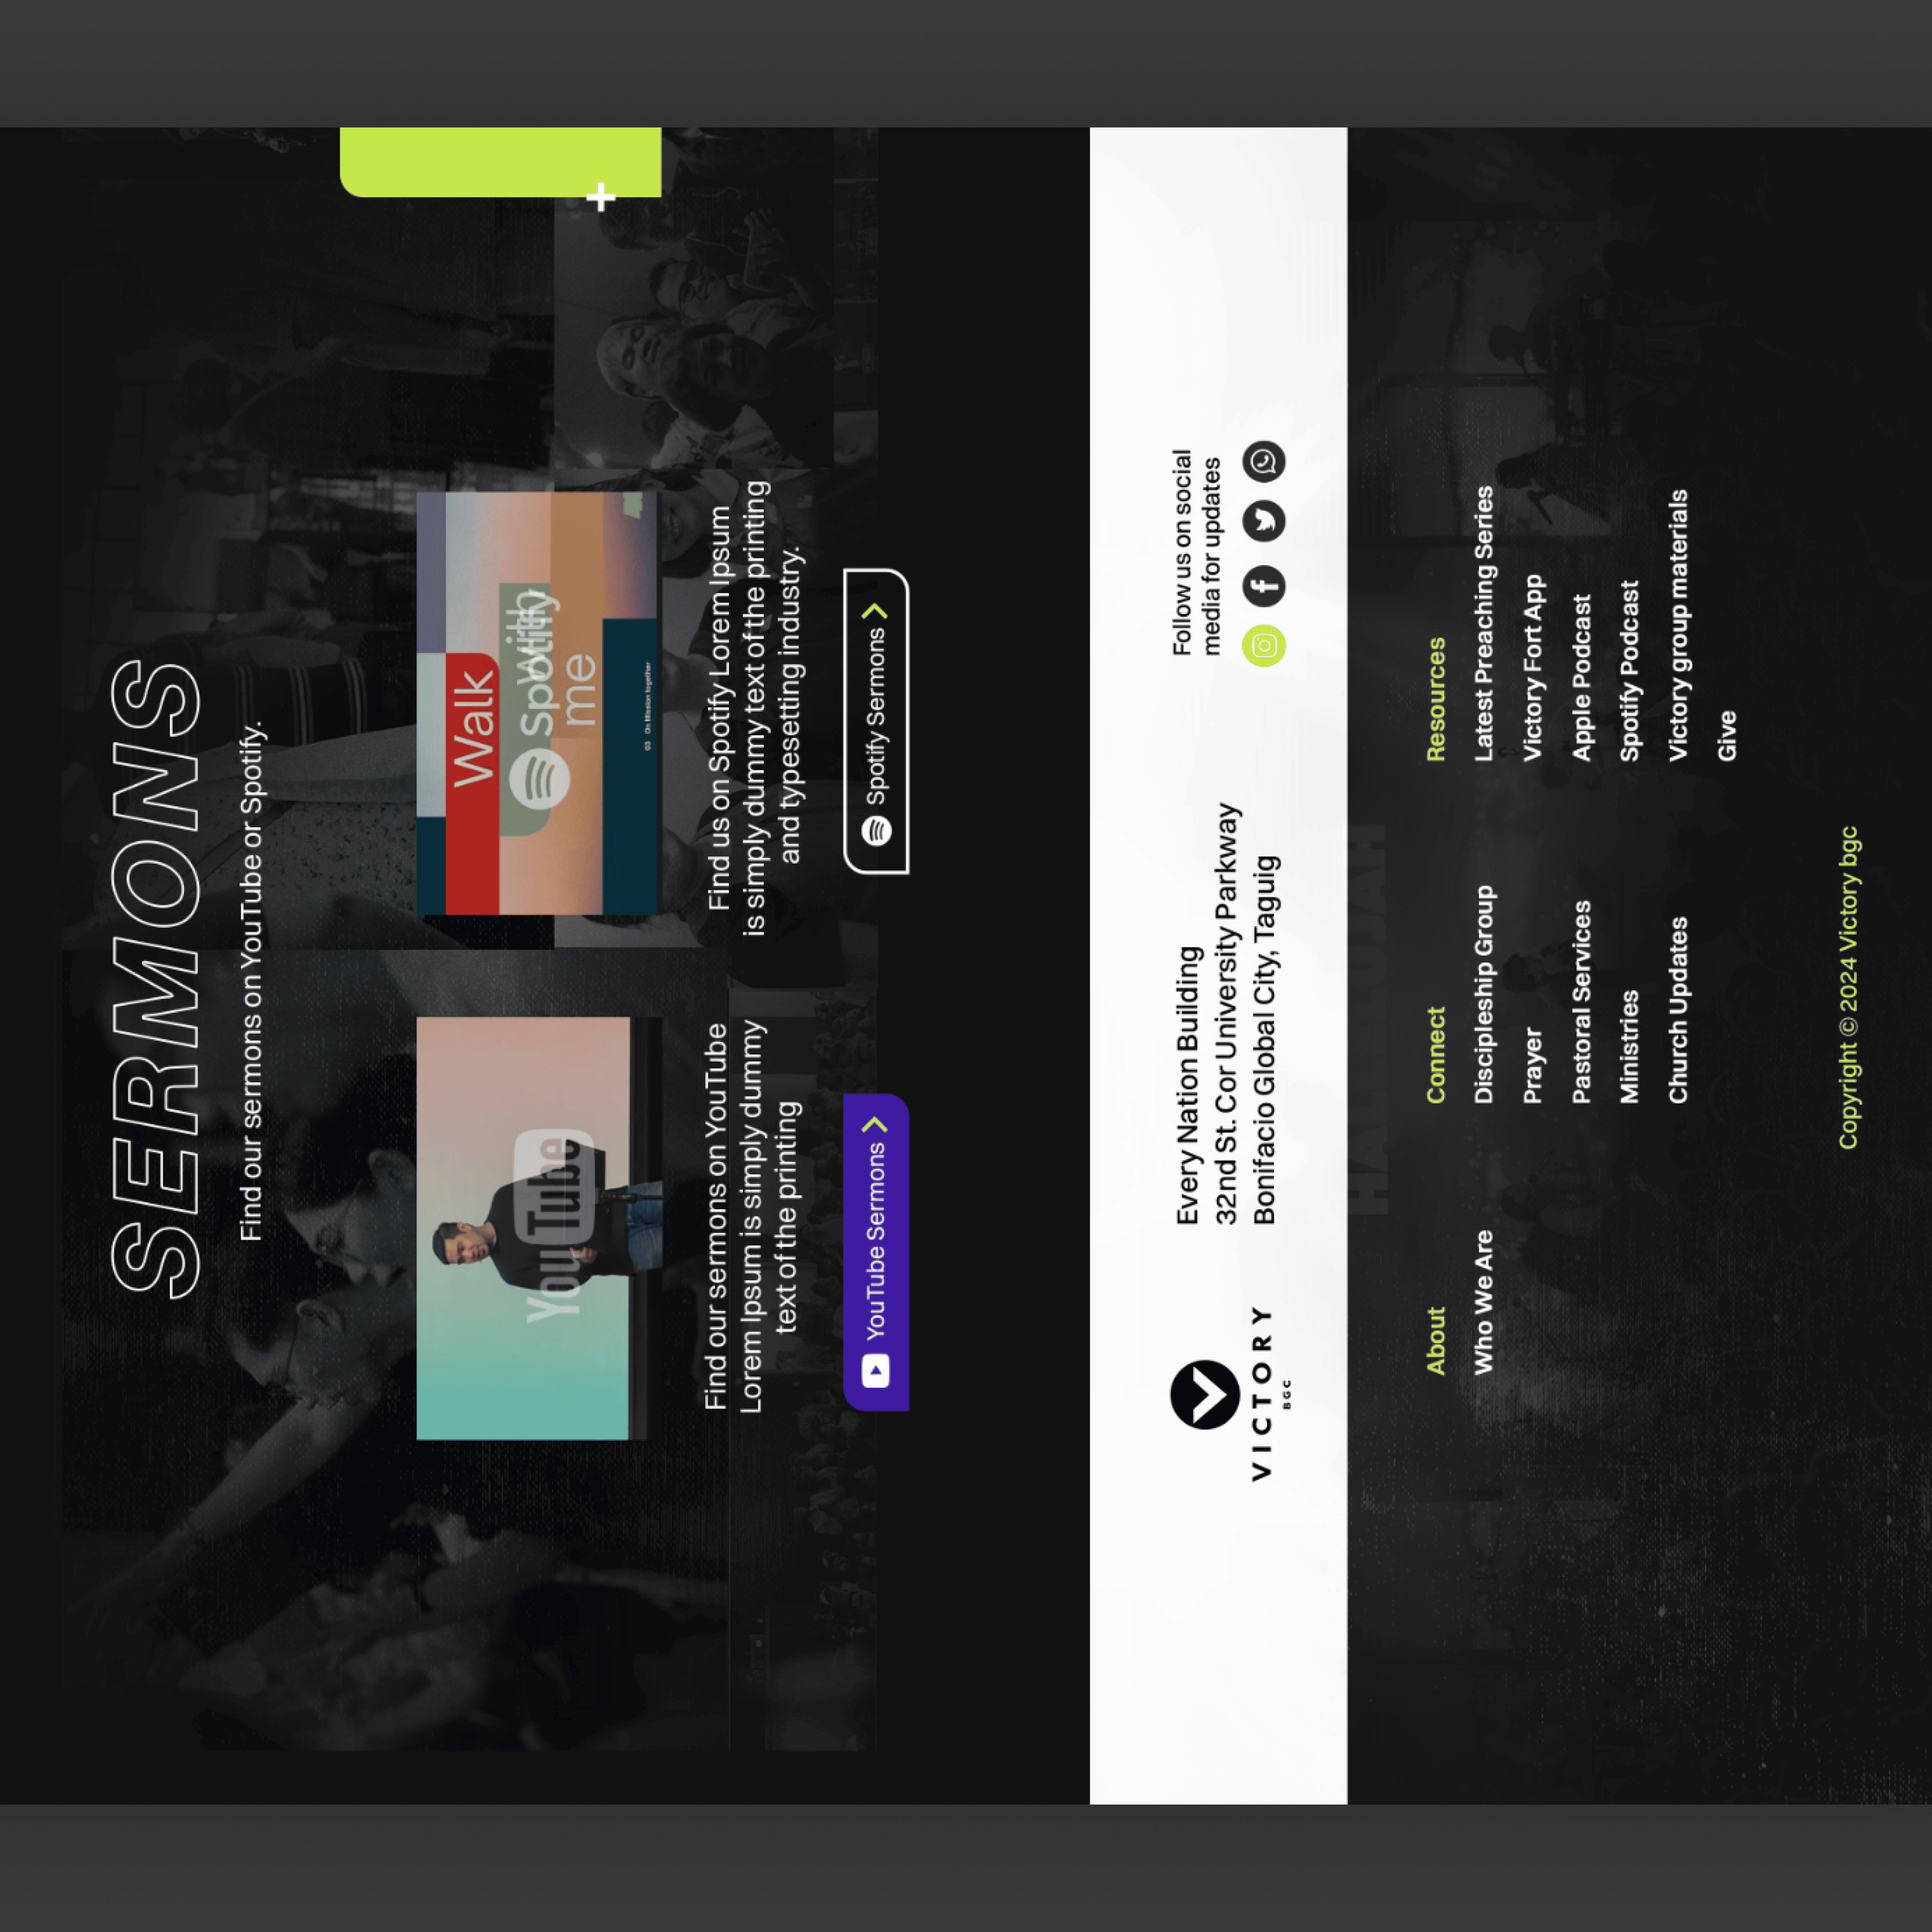 SERMONS
Find our sermons on YouTube or Spotify.
YouTube
Find our sermons on YouTube
Lorem Ipsum is simply dummy
text of the printing
YouTube Sermons
Walk
with
Spotify
me
03 On Mission together
Find us on Spotify Lorem Ipsum
is simply dummy text of the printing
and typesetting industry.
Spotify Sermons
VICTORY
BGC
Every Nation Building
32nd St. Cor University Parkway
Bonifacio Global City, Taguig
Follow us on social
media for updates
About
Who We Are
Connect
Discipleship Group
Prayer
Pastoral Services
Ministries
Church Updates
Resources
Latest Preaching Series
Victory Fort App
Apple Podcast
Spotify Podcast
Victory group materials
Give
Copyright © 2024 Victory bgc